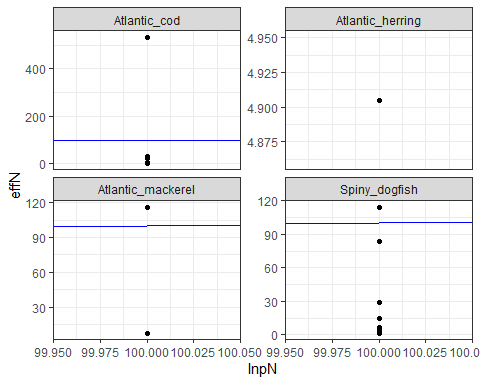 Atlantic_cod
Atlantic_herring
400
200
0
4.950
4.925
4.900
4.875
effN
Atlantic_mackerel
Spiny_dogfish
120
90
60
30
120
90
60
30
0
99.950 99.975 100.000 100.025 100.050
99.950 99.975 100.000 100.025 100.0
InpN